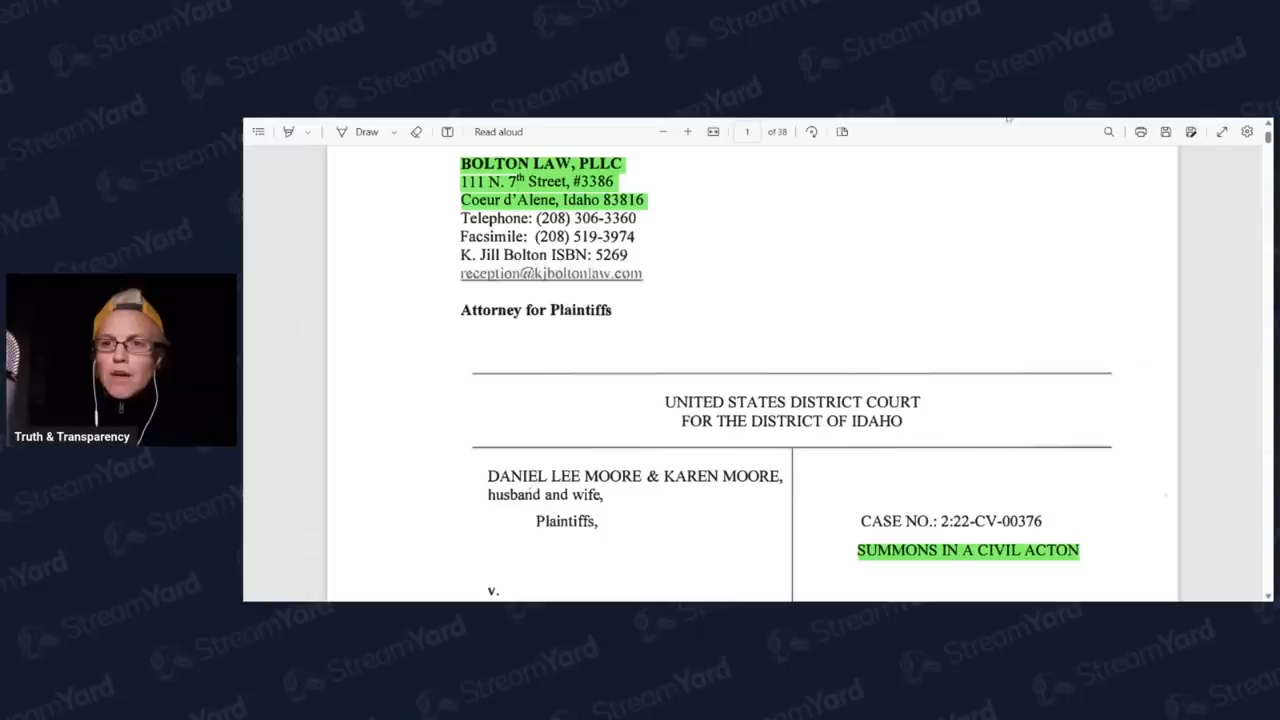 StreamYard
Draw
Read aloud
1 of 38
BOLTON LAW, PLLC
111 N. 7th Street, #3386
Coeur d'Alene, Idaho 83816
Telephone: (208) 306-3360
Facsimile: (208) 519-3974
K. Jill Bolton ISBN: 5269
reception@kjboltonlaw.com
Attorney for Plaintiffs
UNITED STATES DISTRICT COURT
FOR THE DISTRICT OF IDAHO
DANIEL LEE MOORE & KAREN MOORE,
husband and wife,
Plaintiffs,
CASE NO.: 2:22-CV-00376
SUMMONS IN A CIVIL ACTON
v.
Truth & Transparency